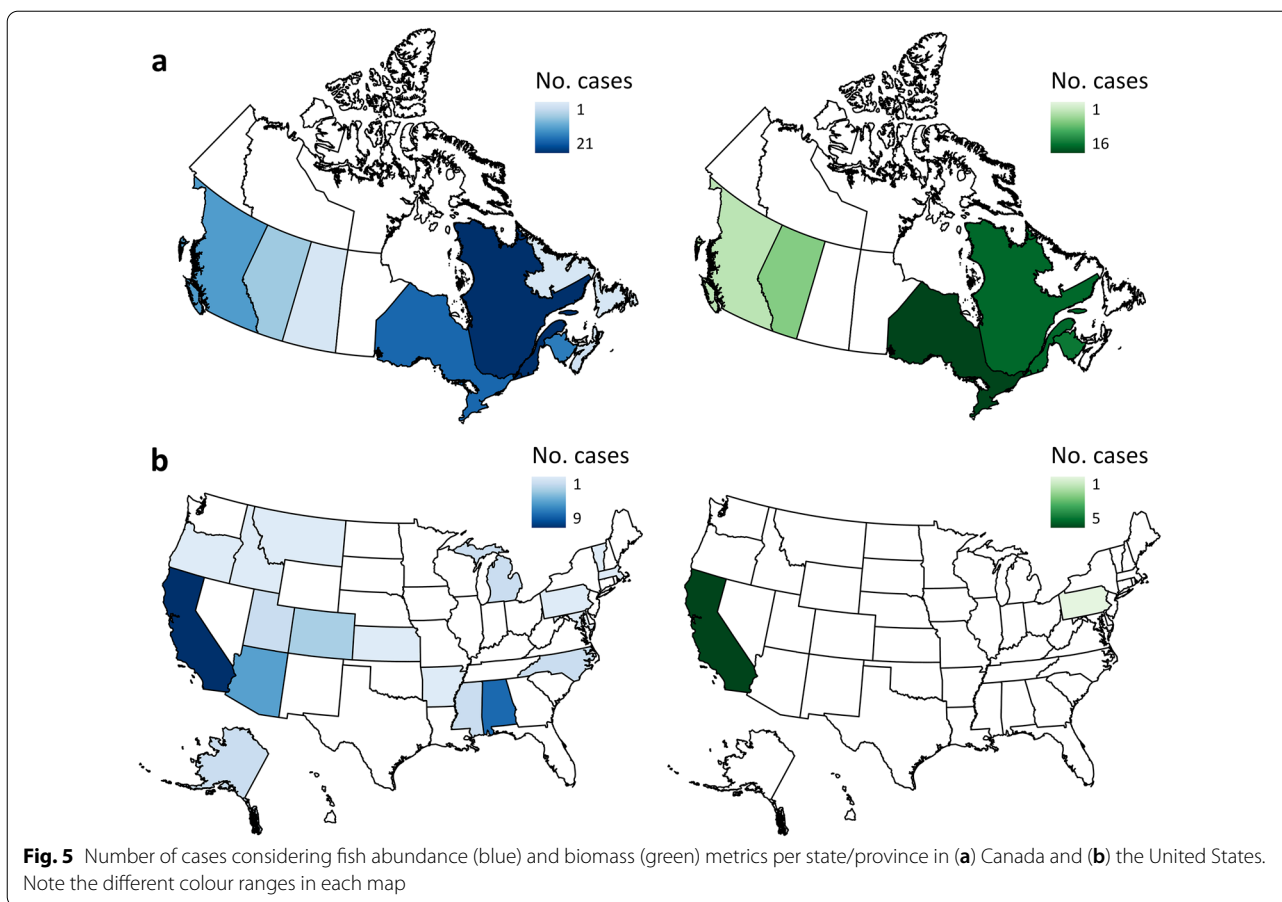 a
No. cases
1
21
No. cases
1
16
b
No. cases
1
9
No. cases
1
5
Fig. 5 Number of cases considering fish abundance (blue) and biomass (green) metrics per state/province in (a) Canada and (b) the United States.
Note the different colour ranges in each map